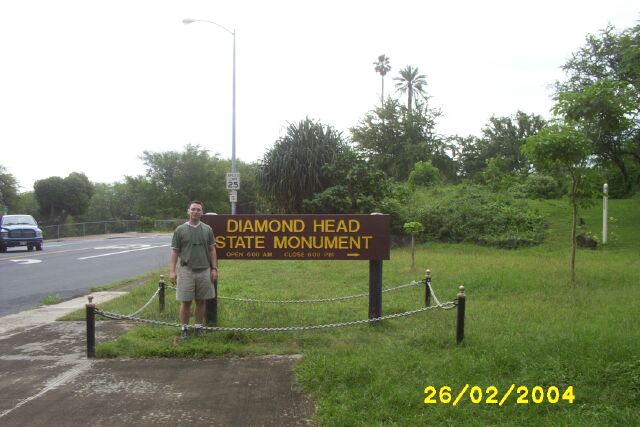 SPEED
LIMIT
25
DIAMOND HEAD
STATE MONUMENT
OPEN 6:00 AM CLOSE 6:00 PM
26/02/2004